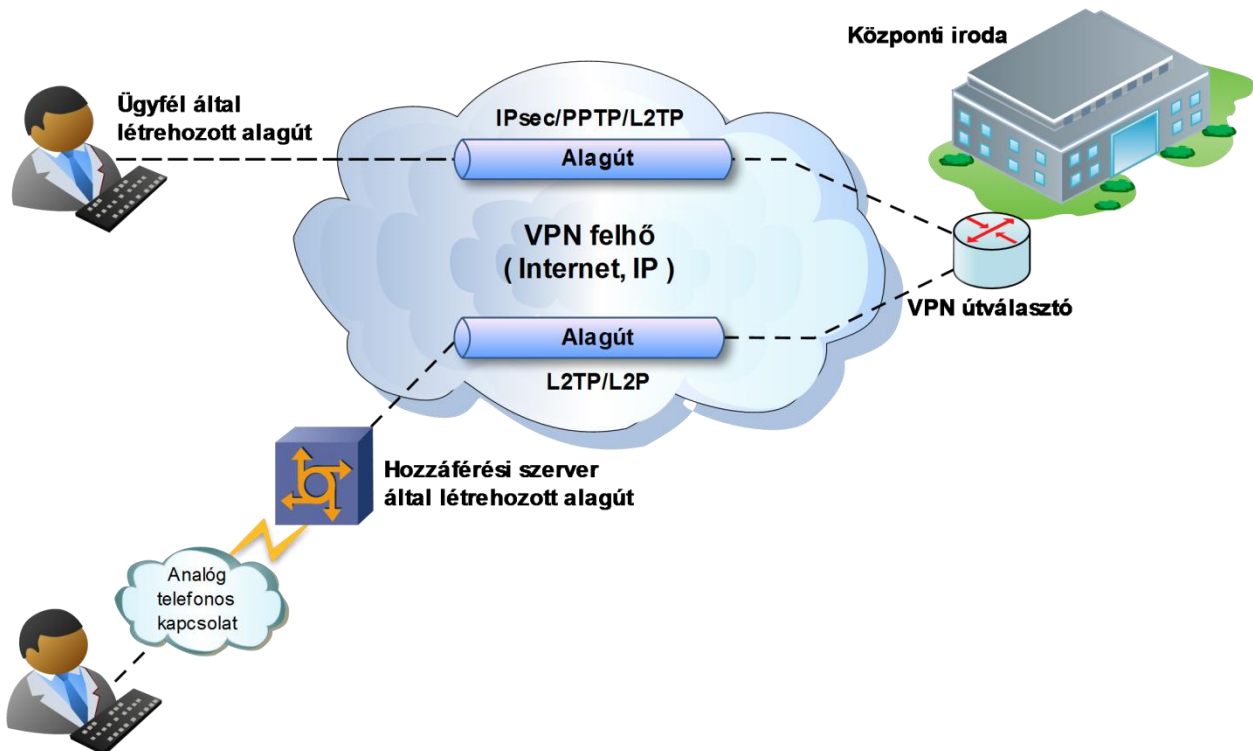 Központi iroda
Ügyfél által
létrehozott alagút
IPsec/PPTP/L2TP
Alagút
VPN felhő
( Internet, IP )
VPN útválasztó
Alagút
L2TP/L2P
Hozzáférési szerver
által létrehozott alagút
Analóg
telefonos
kapcsolat